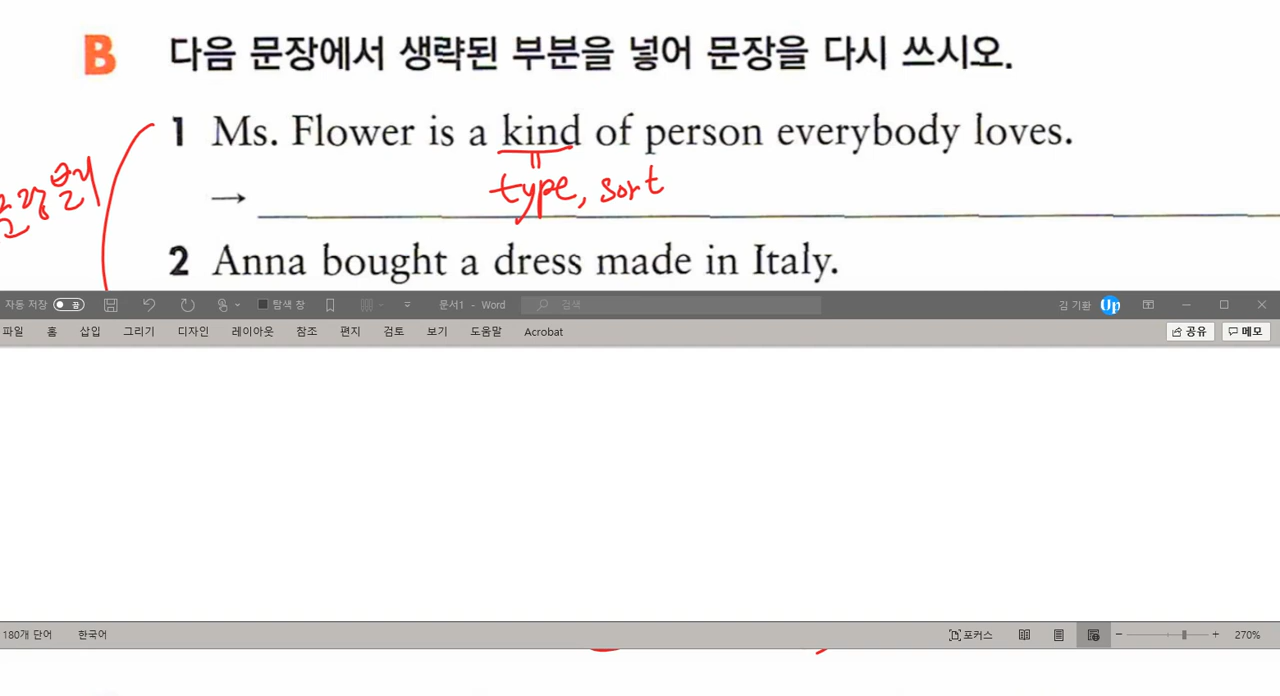 B 다음 문장에서 생략된 부분을 넣어 문장을 다시 쓰시오.
1 Ms. Flower is a kind of person everybody loves.
→ type, sort
2 Anna bought a dress made in Italy.
자동 저장 끔 탐색 창 문서1 - Word 검색 김 기환 Up
파일 홈 삽입 그리기 디자인 레이아웃 참조 편지 검토 보기 도움말 Acrobat 공유 메모
180개 단어 한국어 포커스 - + 270%